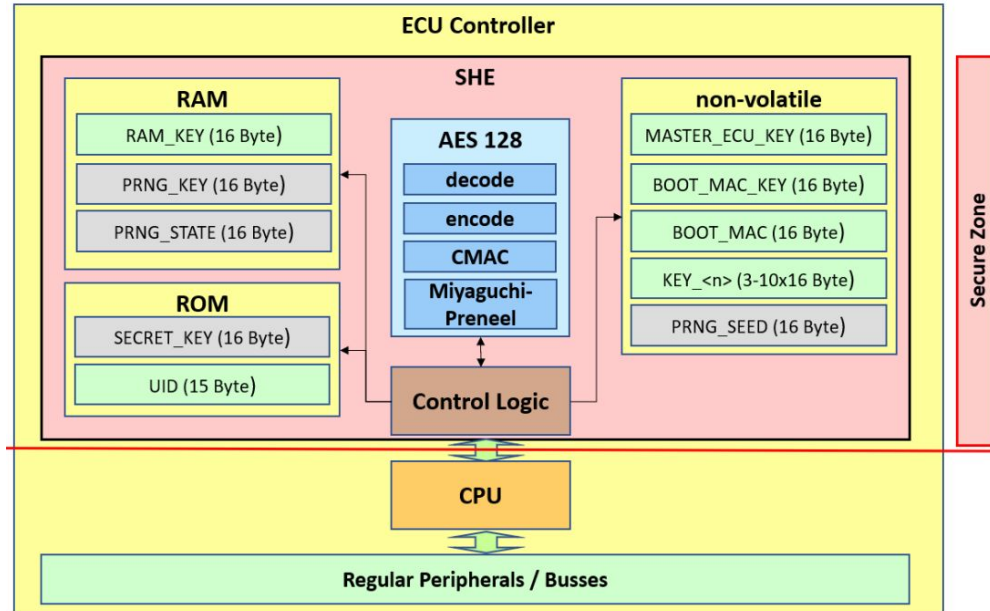 ECU Controller
SHE
RAM
RAM_KEY (16 Byte)
PRNG_KEY (16 Byte)
PRNG_STATE (16 Byte)
ROM
SECRET_KEY (16 Byte)
UID (15 Byte)
AES 128
decode
encode
CMAC
Miyaguchi-
Preneel
Control Logic
non-volatile
MASTER_ECU_KEY (16 Byte)
BOOT_MAC_KEY (16 Byte)
BOOT_MAC (16 Byte)
KEY_<n> (3-10x16 Byte)
PRNG_SEED (16 Byte)
Secure Zone
CPU
Regular Peripherals / Busses